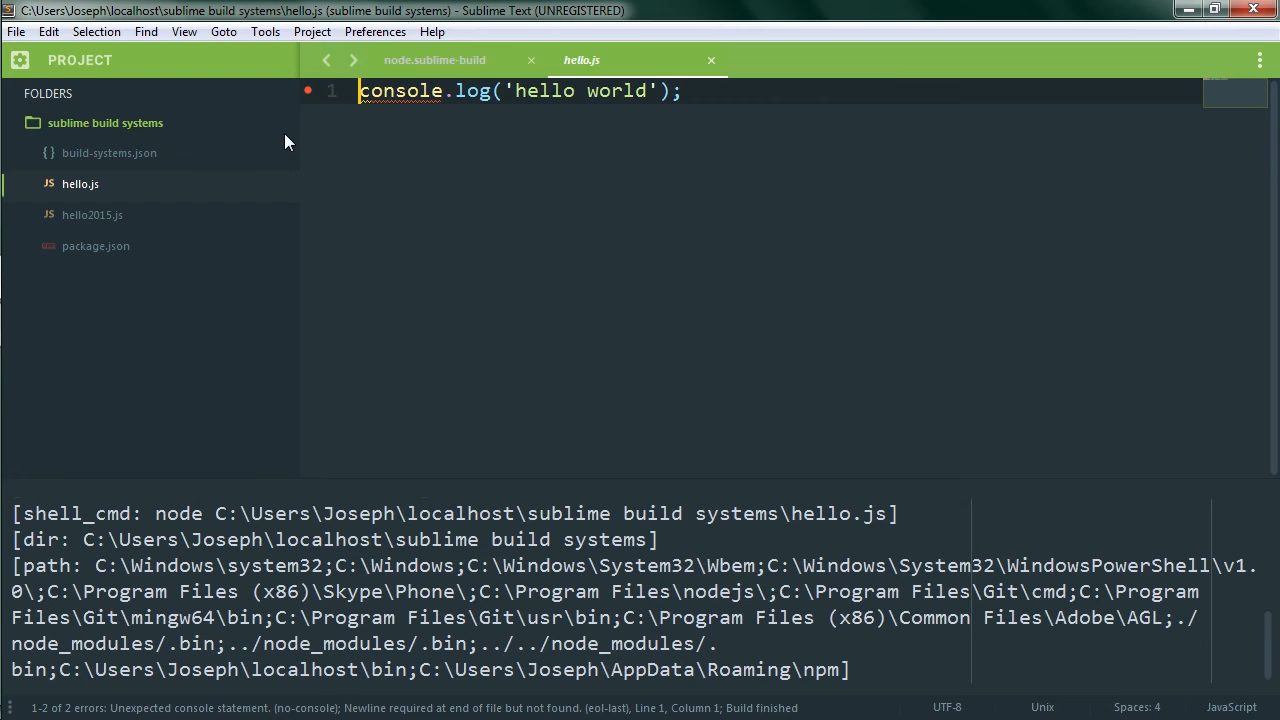 C:\Users\Joseph\localhost\sublime build systems\hello.js (sublime build systems) - Sublime Text (UNREGISTERED)
File Edit Selection Find View Goto Tools Project Preferences Help
PROJECT
node.sublime-build
hello.js
FOLDERS
sublime build systems
{} build-systems.json
JS hello.js
JS hello2015.js
package.json
1 console.log('hello world');
[shell_cmd: node C:\Users\Joseph\localhost\sublime build systems\hello.js]
[dir: C:\Users\Joseph\localhost\sublime build systems]
[path: C:\Windows\system32;C:\Windows;C:\Windows\System32\Wbem;C:\Windows\System32\WindowsPowerShell\v1.
0\;C:\Program Files (x86)\Skype\Phone\;C:\Program Files\nodejs\;C:\Program Files\Git\cmd;C:\Program
Files\Git\mingw64\bin;C:\Program Files\Git\usr\bin;C:\Program Files (x86)\Common Files\Adobe\AGL;./
node_modules/.bin;../node_modules/.bin;../../node_modules/.
bin;C:\Users\Joseph\localhost\bin;C:\Users\Joseph\AppData\Roaming\npm]
1-2 of 2 errors: Unexpected console statement. (no-console); Newline required at end of file but not found. (eol-last), Line 1, Column 1; Build finished
UTF-8
Unix
Spaces: 4
JavaScript